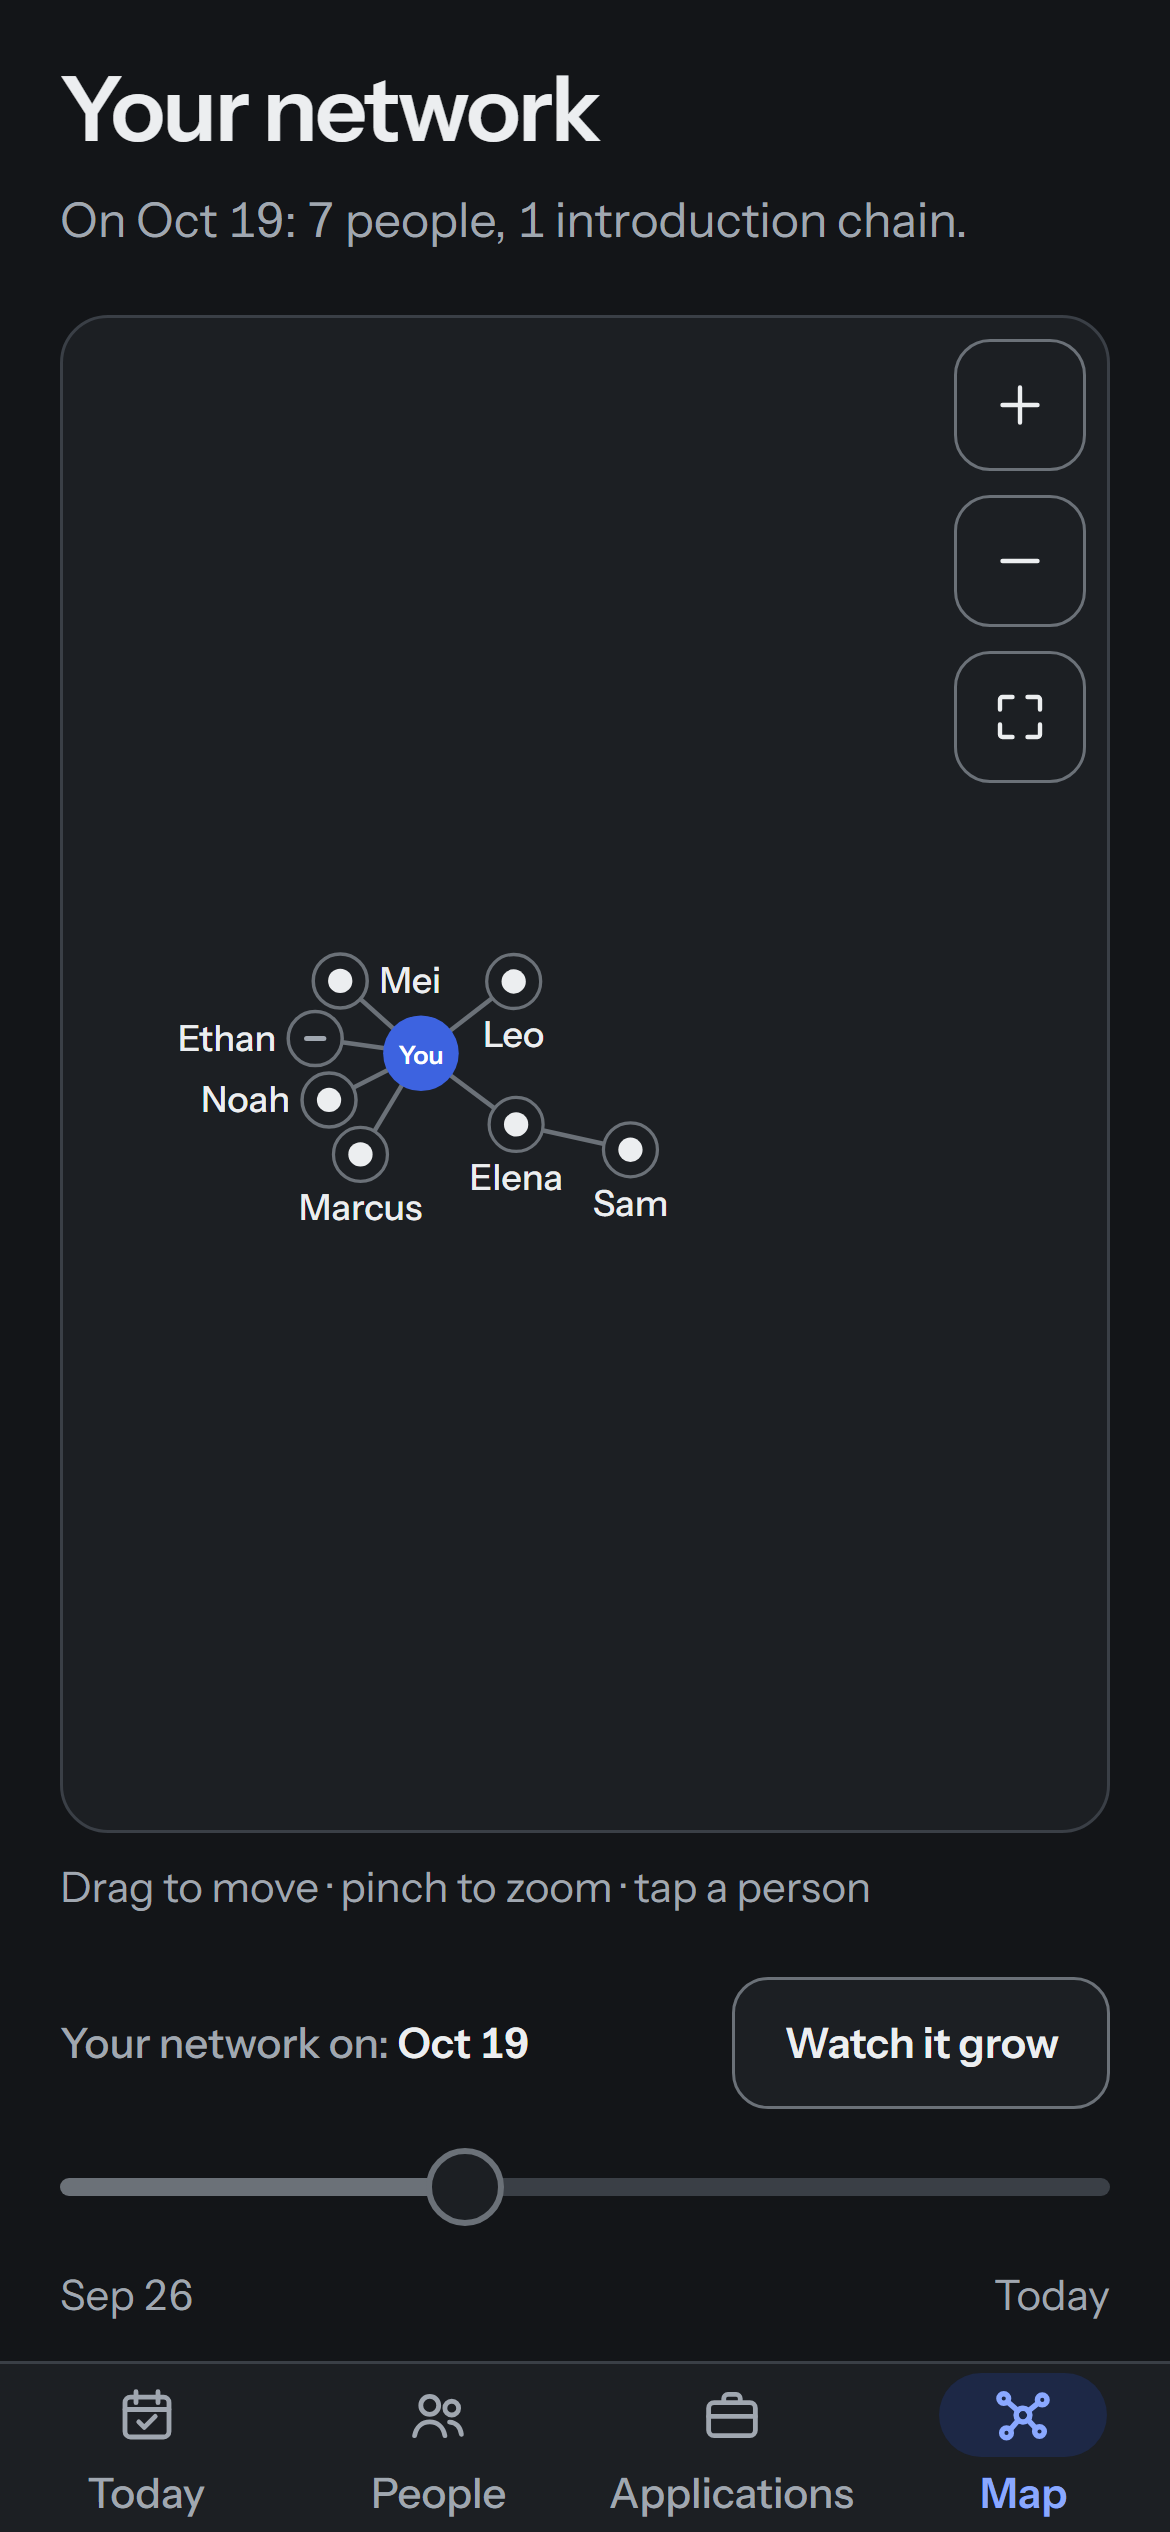 Your network
On Oct 19: 7 people, 1 introduction chain.
Mei
Leo
Ethan
You
Noah
Elena
Sam
Marcus
Drag to move · pinch to zoom · tap a person
Your network on: Oct 19
Watch it grow
Sep 26
Today
Today
People
Applications
Map